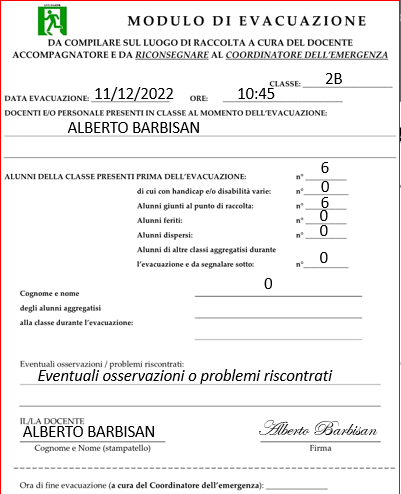 MODULO DI EVACUAZIONE
DA COMPILARE SUL LUOGO DI RACCOLTA A CURA DEL DOCENTE
ACCOMPAGNATORE E DA RICONSEGNARE AL COORDINATORE DELL'EMERGENZA
CLASSE: 2B
DATA EVACUAZIONE: 11/12/2022 ORE: 10:45
DOCENTI E/O PERSONALE PRESENTI IN CLASSE AL MOMENTO DELL'EVACUAZIONE:
ALBERTO BARBISAN
ALUNNI DELLA CLASSE PRESENTI PRIMA DELL'EVACUAZIONE: n° 6
di cui con handicap e/o disabilità varie: n° 0
Alunni giunti al punto di raccolta: n° 6
Alunni feriti: n° 0
Alunni dispersi: n° 0
Alunni di altre classi aggregatisi durante
l'evacuazione e da segnalare sotto: n° 0
0
Cognome e nome
degli alunni aggregatisi
alla classe durante l'evacuazione:
Eventuali osservazioni / problemi riscontrati:
Eventuali osservazioni o problemi riscontrati
IL/LA DOCENTE
ALBERTO BARBISAN Alberto Barbisan
Cognome e Nome (stampatello) Firma
Ora di fine evacuazione (a cura del Coordinatore dell'emergenza):